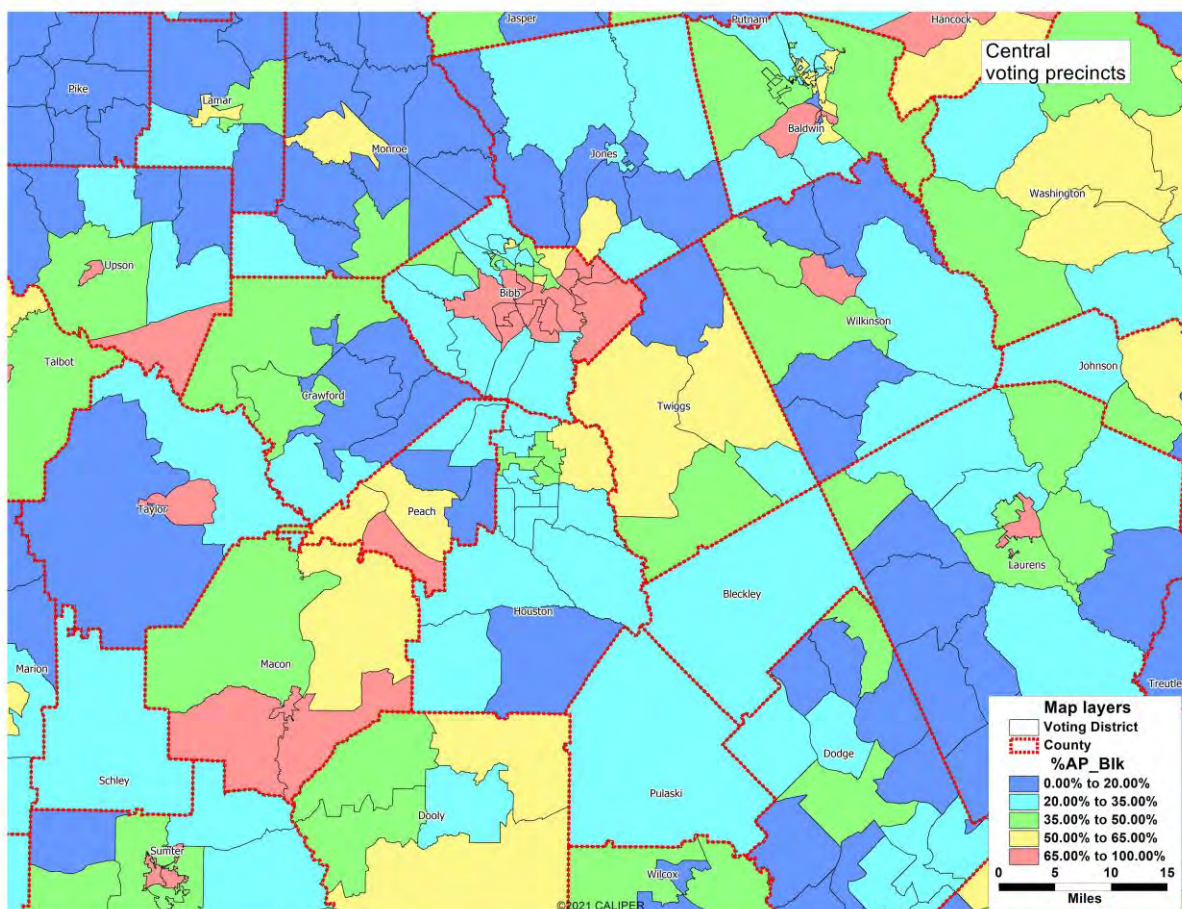 Jasper
Putnam
Hancock
Central
voting precincts
Pike
Lamar
Monroe
Jones
Baldwin
Washington
Upson
Bibb
Wilkinson
Talbot
Crawford
Twiggs
Johnson
Taylor
Peach
Laurens
Houston
Bleckley
Marion
Macon
Treutle
Schley
Dodge
Pulaski
Dooly
Sumter
Wilcox
Map layers
Voting District
County
%AP_Blk
0.00% to 20.00%
20.00% to 35.00%
35.00% to 50.00%
50.00% to 65.00%
65.00% to 100.00%
0 5 10 15
Miles
©2021 CALIPER